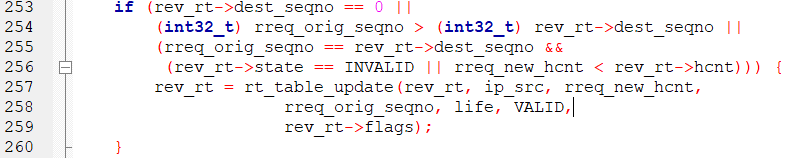 253 if (rev_rt->dest_seqno == 0 ||
254 (int32_t) rreq_orig_seqno > (int32_t) rev_rt->dest_seqno ||
255 (rreq_orig_seqno == rev_rt->dest_seqno &&
256 (rev_rt->state == INVALID || rreq_new_hcnt < rev_rt->hcnt))) {
257 rev_rt = rt_table_update(rev_rt, ip_src, rreq_new_hcnt,
258 rreq_orig_seqno, life, VALID,
259 rev_rt->flags);
260 }